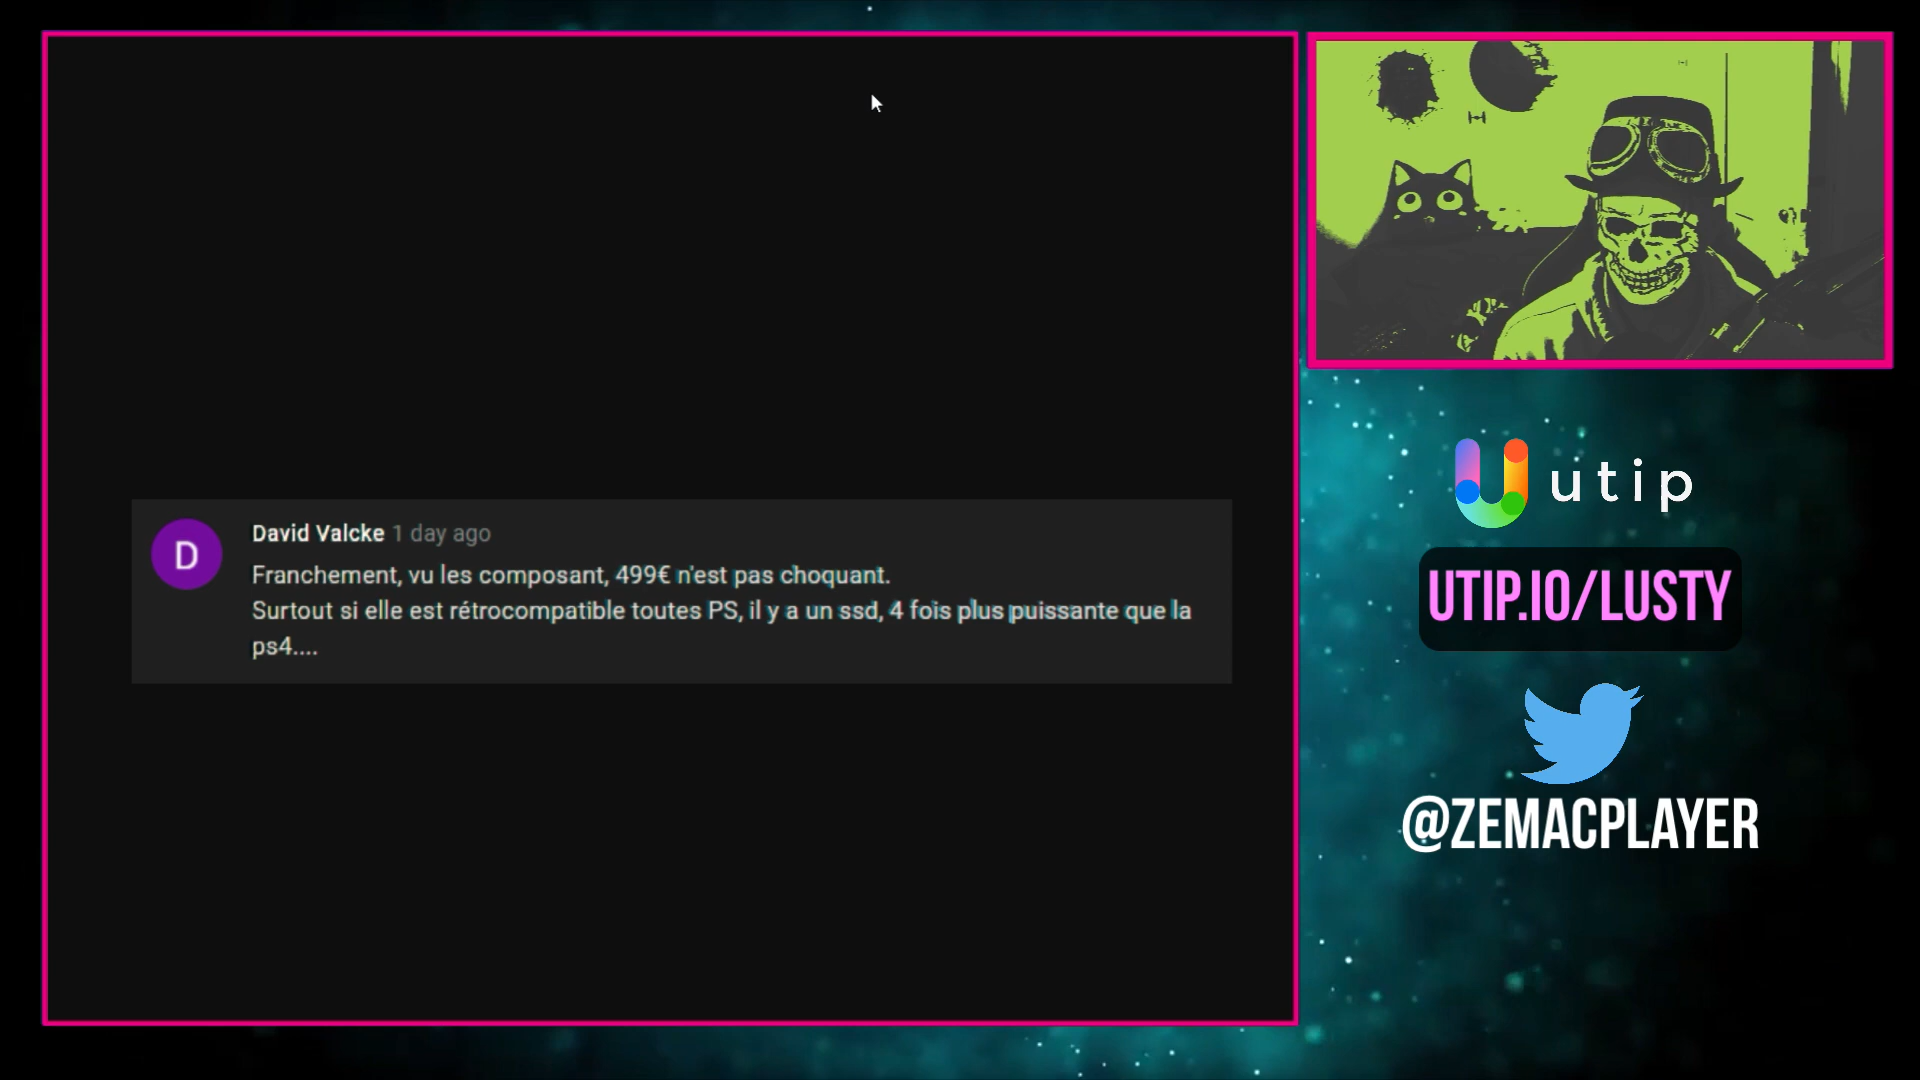 David Valcke 1 day ago
D
Franchement, vu les composant, 499€ n'est pas choquant.
Surtout si elle est rétrocompatible toutes PS, il y a un ssd, 4 fois plus puissante que la
ps4....
utip
UTIP.IO/LUSTY
@ZEMACPLAYER